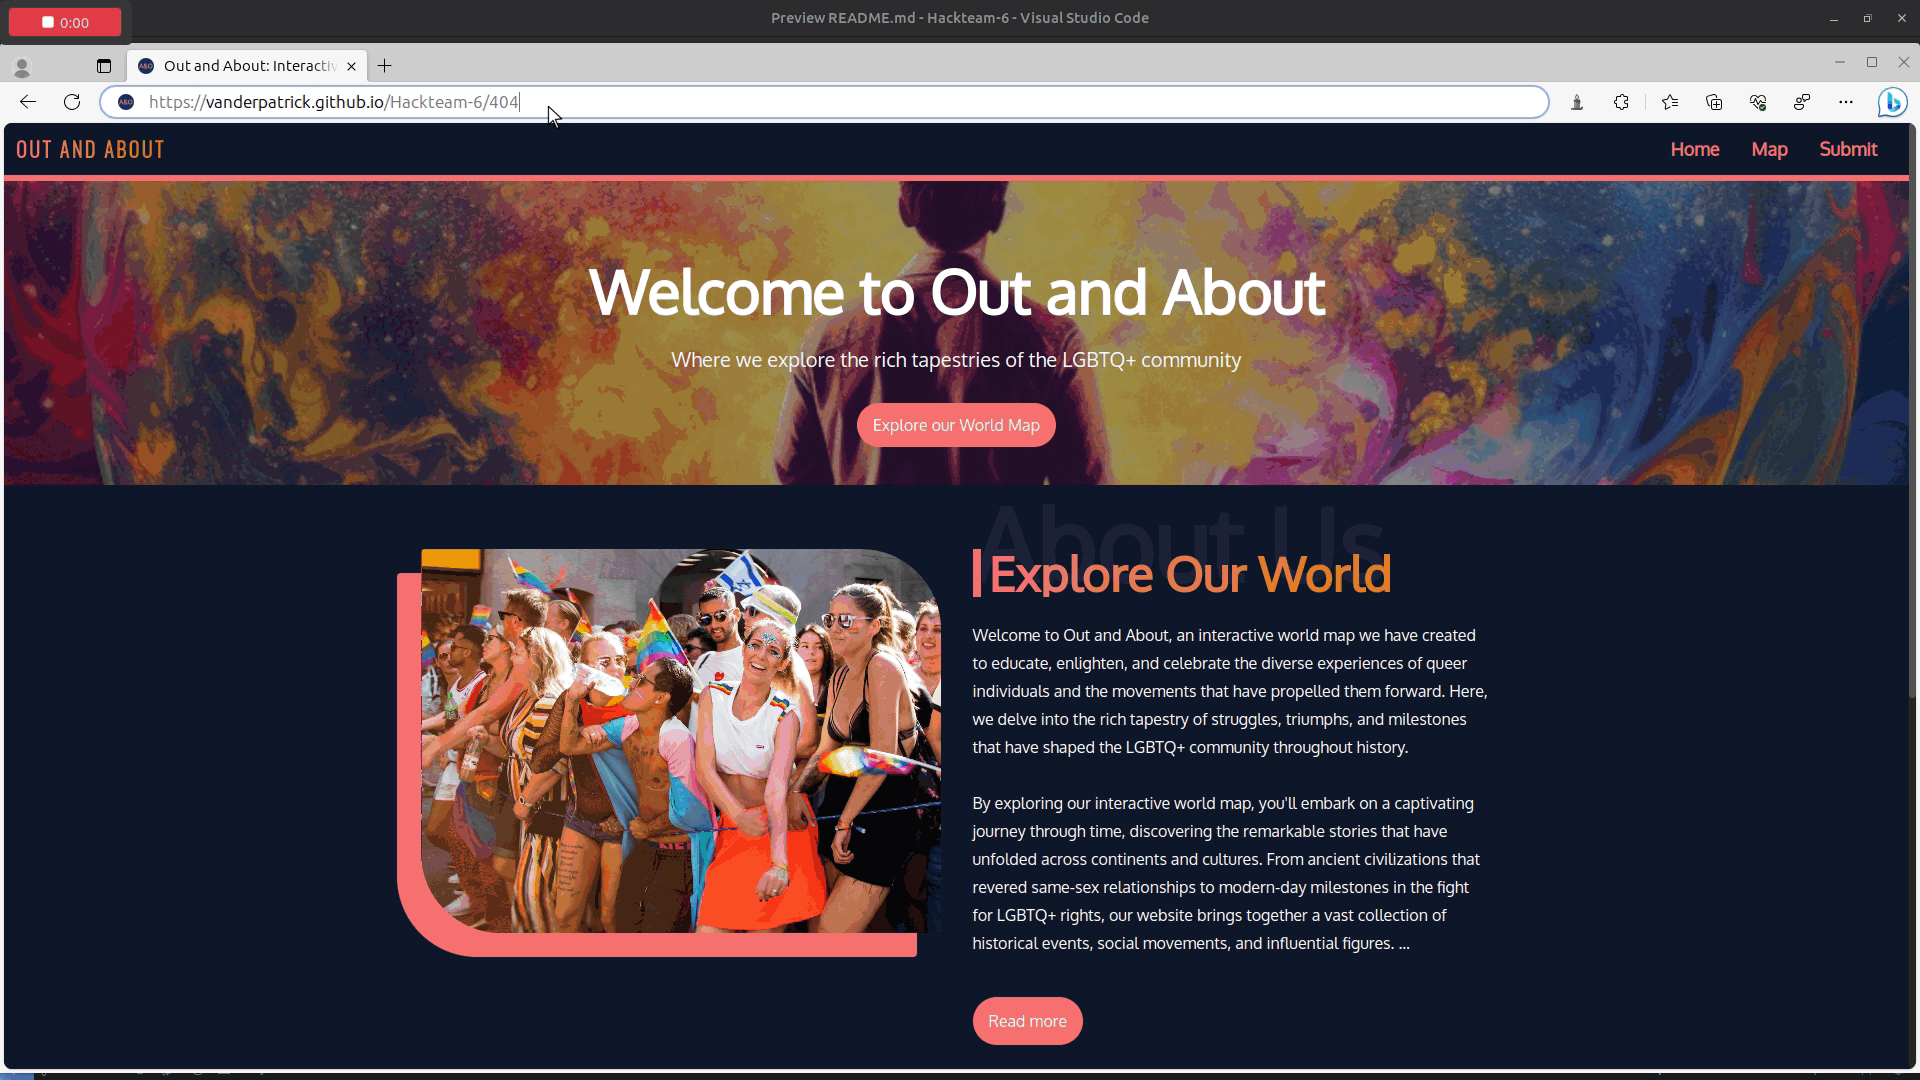 Preview README.md - Hackteam-6 - Visual Studio Code
0:00
Out and About: Interactiv
https://vanderpatrick.github.io/Hackteam-6/404
OUT AND ABOUT
Home
Map
Submit
Welcome to Out and About
Where we explore the rich tapestries of the LGBTQ+ community
Explore our World Map
About Us
Explore Our World
Welcome to Out and About, an interactive world map we have created
to educate, enlighten, and celebrate the diverse experiences of queer
individuals and the movements that have propelled them forward. Here,
we delve into the rich tapestry of struggles, triumphs, and milestones
that have shaped the LGBTQ+ community throughout history.
By exploring our interactive world map, you'll embark on a captivating
journey through time, discovering the remarkable stories that have
unfolded across continents and cultures. From ancient civilizations that
revered same-sex relationships to modern-day milestones in the fight
for LGBTQ+ rights, our website brings together a vast collection of
historical events, social movements, and influential figures. ...
Read more